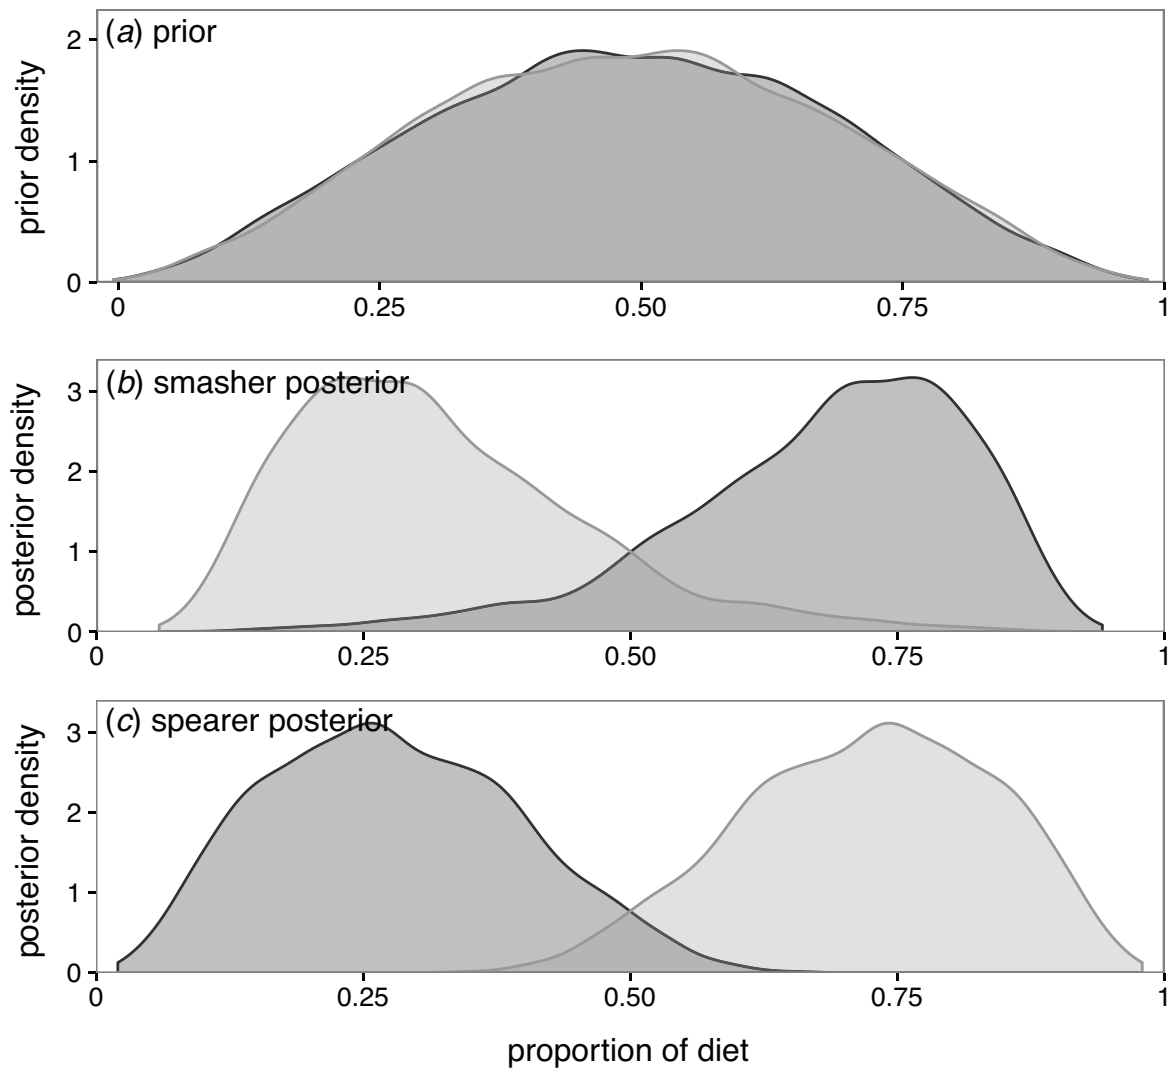 (a) prior
prior density
2
1
0
0 0.25 0.50 0.75 1
(b) smasher posterior
posterior density
3
2
1
0
0 0.25 0.50 0.75 1
(c) spearer posterior
posterior density
3
2
1
0
0 0.25 0.50 0.75 1
proportion of diet